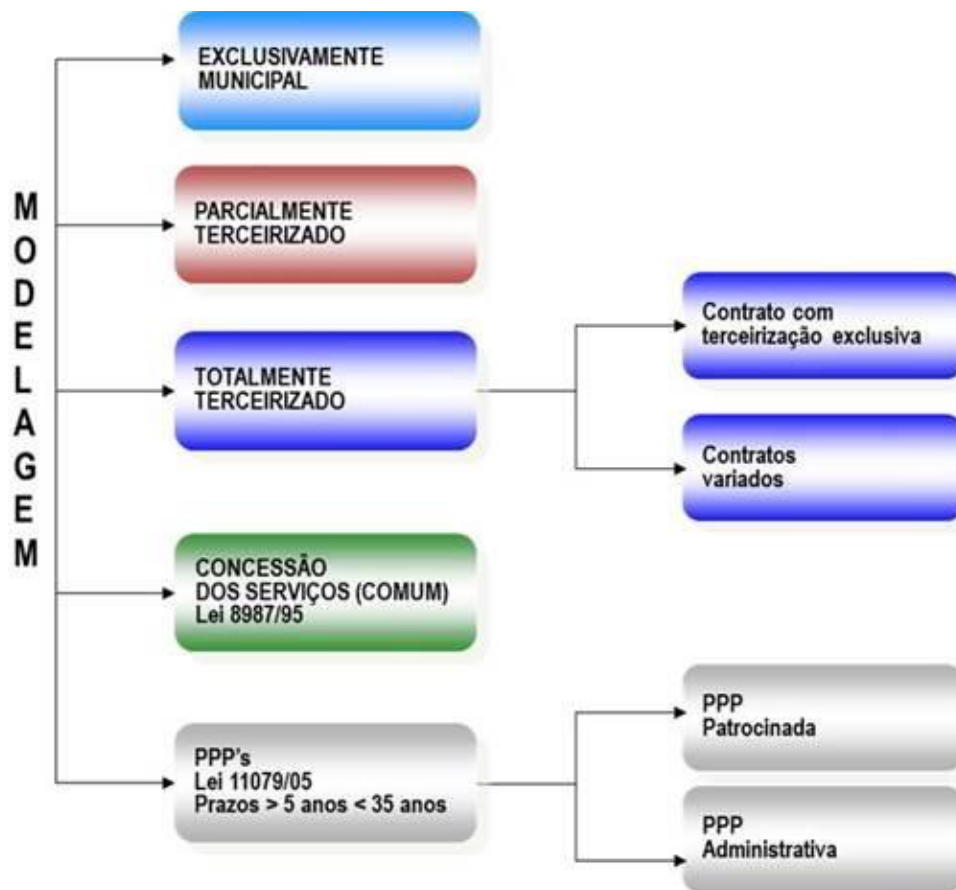 MODELAGEM
EXCLUSIVAMENTE
MUNICIPAL
PARCIALMENTE
TERCEIRIZADO
TOTALMENTE
TERCEIRIZADO
Contrato com
terceirização exclusiva
Contratos
variados
CONCESSÃO
DOS SERVIÇOS (COMUM)
Lei 8987/95
PPP's
Lei 11079/05
Prazos > 5 anos < 35 anos
PPP
Patrocinada
PPP
Administrativa